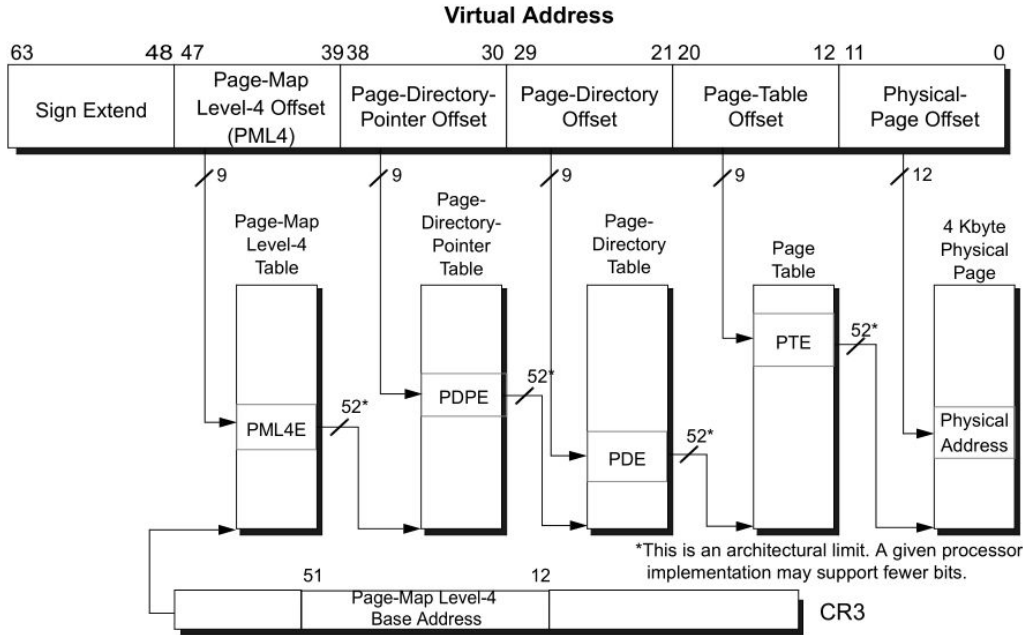 Virtual Address
63 48 47 39 38 30 29 21 20 12 11 0
Sign Extend
Page-Map
Level-4 Offset
(PML4)
Page-Directory-
Pointer Offset
Page-Directory
Offset
Page-Table
Offset
Physical-
Page Offset
9 9 9 9 12
Page-Map
Level-4
Table
Page-
Directory-
Pointer
Table
Page-
Directory
Table
Page
Table
4 Kbyte
Physical
Page
PML4E
52*
PDPE
52*
PDE
52*
PTE
52*
Physical
Address
*This is an architectural limit. A given processor
implementation may support fewer bits.
51 12
Page-Map Level-4
Base Address
CR3